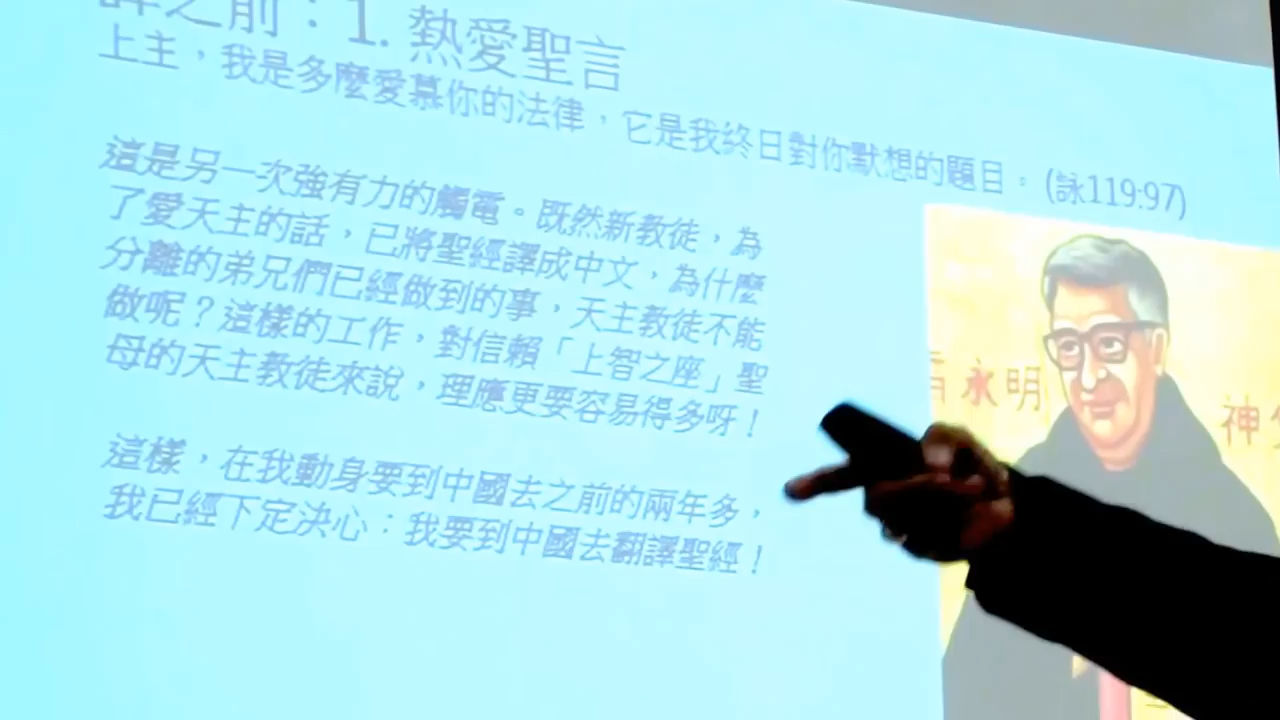 譯之前：1. 熱愛聖言
上主，我是多麼愛慕你的法律，它是我終日對你默想的題目。(詠119:97)
這是另一次強有力的觸電。既然新教徒，為
了愛天主的話，已將聖經譯成中文，為什麼
分離的弟兄們已經做到的事，天主教徒不能
做呢？這樣的工作，對信賴「上智之座」聖
母的天主教徒來說，理應更要容易得多呀！
這樣，在我動身要到中國去之前的兩年多，
我已經下定決心：我要到中國去翻譯聖經！
永明
神